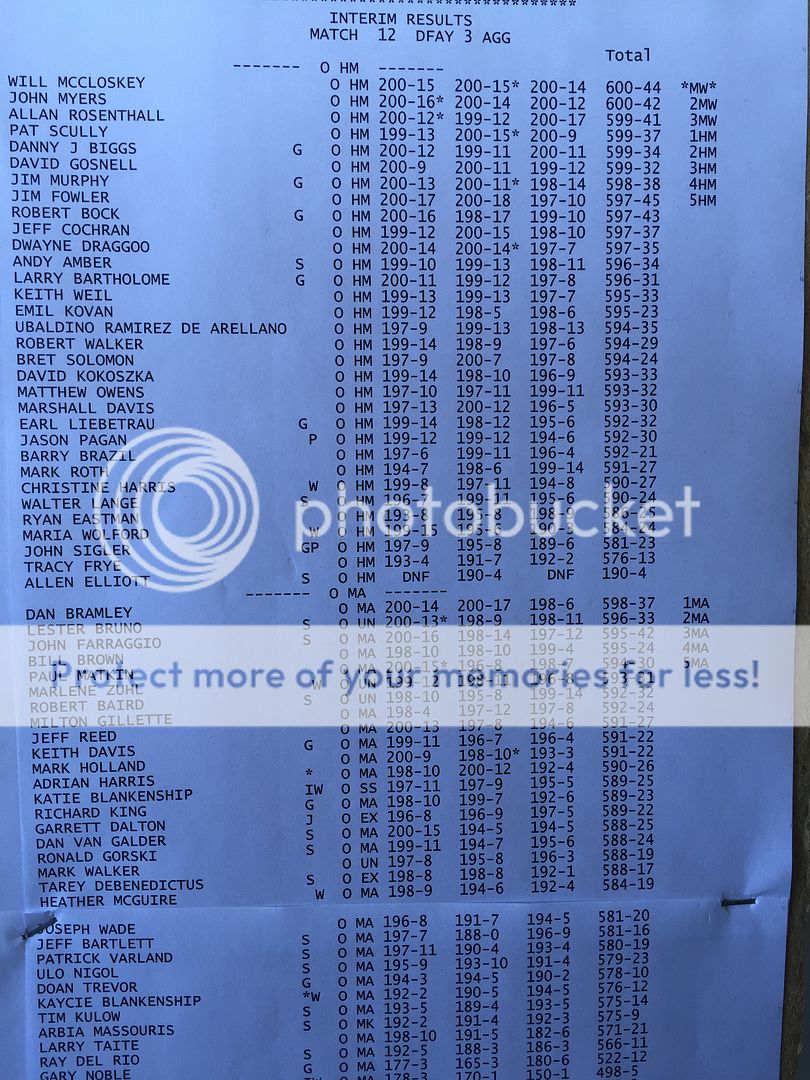 INTERIM RESULTS
MATCH 12 DFAY 3 AGG
Total
------- O HM -------
WILL MCCLOSKEY O HM 200-15 200-15* 200-14 600-44 *MW*
JOHN MYERS O HM 200-16* 200-14 200-12 600-42 2MW
ALLAN ROSENTHALL O HM 200-12* 199-12 200-17 599-41 3MW
PAT SCULLY O HM 199-13 200-15* 200-9 599-37 1HM
DANNY J BIGGS G O HM 200-12 199-11 200-11 599-34 2HM
DAVID GOSNELL O HM 200-9 200-11 199-12 599-32 3HM
JIM MURPHY G O HM 200-13 200-11* 198-14 598-38 4HM
JIM FOWLER O HM 200-17 200-18 197-10 597-45 5HM
ROBERT BOCK G O HM 200-16 198-17 199-10 597-43
JEFF COCHRAN O HM 199-12 200-15 198-10 597-37
DWAYNE DRAGGOO O HM 200-14 200-14* 197-7 597-35
ANDY AMBER S O HM 199-10 199-13 198-11 596-34
LARRY BARTHOLOME G O HM 200-11 199-12 197-8 596-31
KEITH WEIL O HM 199-13 199-13 197-7 595-33
EMIL KOVAN O HM 199-12 198-5 198-6 595-23
UBALDINO RAMIREZ DE ARELLANO O HM 197-9 199-13 198-13 594-35
ROBERT WALKER O HM 199-14 198-9 197-6 594-29
BRET SOLOMON O HM 197-9 200-7 197-8 594-24
DAVID KOKOSZKA O HM 199-14 198-10 196-9 593-33
MATTHEW OWENS O HM 197-10 197-11 199-11 593-32
MARSHALL DAVIS O HM 197-13 200-12 196-5 593-30
EARL LIEBETRAU G O HM 199-14 198-12 195-6 592-32
JASON PAGAN P O HM 199-12 199-12 194-6 592-30
BARRY BRAZIL O HM 197-6 199-11 196-4 592-21
MARK ROTH O HM 194-7 198-6 199-14 591-27
CHRISTINE HARRIS W O HM 199-8 197-11 194-8 590-27
WALTER LANGE S O HM 196-7 199-11 195-6 590-24
RYAN EASTMAN O HM 193-8 195-8 198-9 586-25
MARIA WOLFORD W O HM 199-15 584-24
JOHN SIGLER GP O HM 197-9 195-8 189-6 581-23
TRACY FRYE O HM 193-4 191-7 192-2 576-13
ALLEN ELLIOTT S O HM DNF 190-4 DNF 190-4
------- O MA -------
DAN BRAMLEY O MA 200-14 200-17 198-6 598-37 1MA
LESTER BRUNO S O UN 200-13* 198-9 198-11 596-33 2MA
JOHN FARRAGGIO S O MA 200-16 198-14 197-12 595-42 3MA
BILL BROWN O MA 198-10 198-10 199-4 595-24 4MA
PAUL MATKIN O MA 200-15* 196-8 198-7 594-30 5MA
MARLENE ZUHL W O UN 199-2 198-11 196-8 593-21
ROBERT BAIRD S O UN 198-10 195-8 199-14 592-32
MILTON GILLETTE O MA 198-4 197-12 197-8 592-24
JEFF REED O MA 200-13 197-8 194-6 591-27
KEITH DAVIS G O MA 199-11 196-7 196-4 591-22
MARK HOLLAND O MA 200-9 198-10* 193-3 591-22
ADRIAN HARRIS * O MA 198-10 200-12 192-4 590-26
KATIE BLANKENSHIP IW O SS 197-11 197-9 195-5 589-25
RICHARD KING G O MA 198-10 199-7 192-6 589-23
GARRETT DALTON J O EX 196-8 196-9 197-5 589-22
DAN VAN GALDER S O MA 200-15 194-5 194-5 588-25
RONALD GORSKI S O MA 199-11 194-7 195-6 588-24
MARK WALKER O UN 197-8 195-8 196-3 588-19
TAREY DEBENEDICTUS S O EX 198-8 198-8 192-1 588-17
HEATHER MCGUIRE W O MA 198-9 194-6 192-4 584-19
JOSEPH WADE O MA 196-8 191-7 194-5 581-20
JEFF BARTLETT S O MA 197-7 188-0 196-9 581-16
PATRICK VARLAND S O MA 197-11 190-4 193-4 580-19
ULO NIGOL S O MA 195-9 193-10 191-4 579-23
DOAN TREVOR G O MA 194-3 194-5 190-2 578-10
KAYCIE BLANKENSHIP *W O MA 192-2 190-5 194-5 576-12
TIM KULOW S O MA 193-5 189-4 193-5 575-14
ARBIA MASSOURIS S O MK 192-2 191-4 192-3 575-9
LARRY TAITE O MA 198-10 191-5 182-6 571-21
RAY DEL RIO S O MA 192-5 188-3 186-3 566-11
GARY NOBLE G O MA 177-3 165-3 180-6 522-12
IW O MA 178-3 170-1 150-1 498-5
photobucket
Protect more of your memories for less!